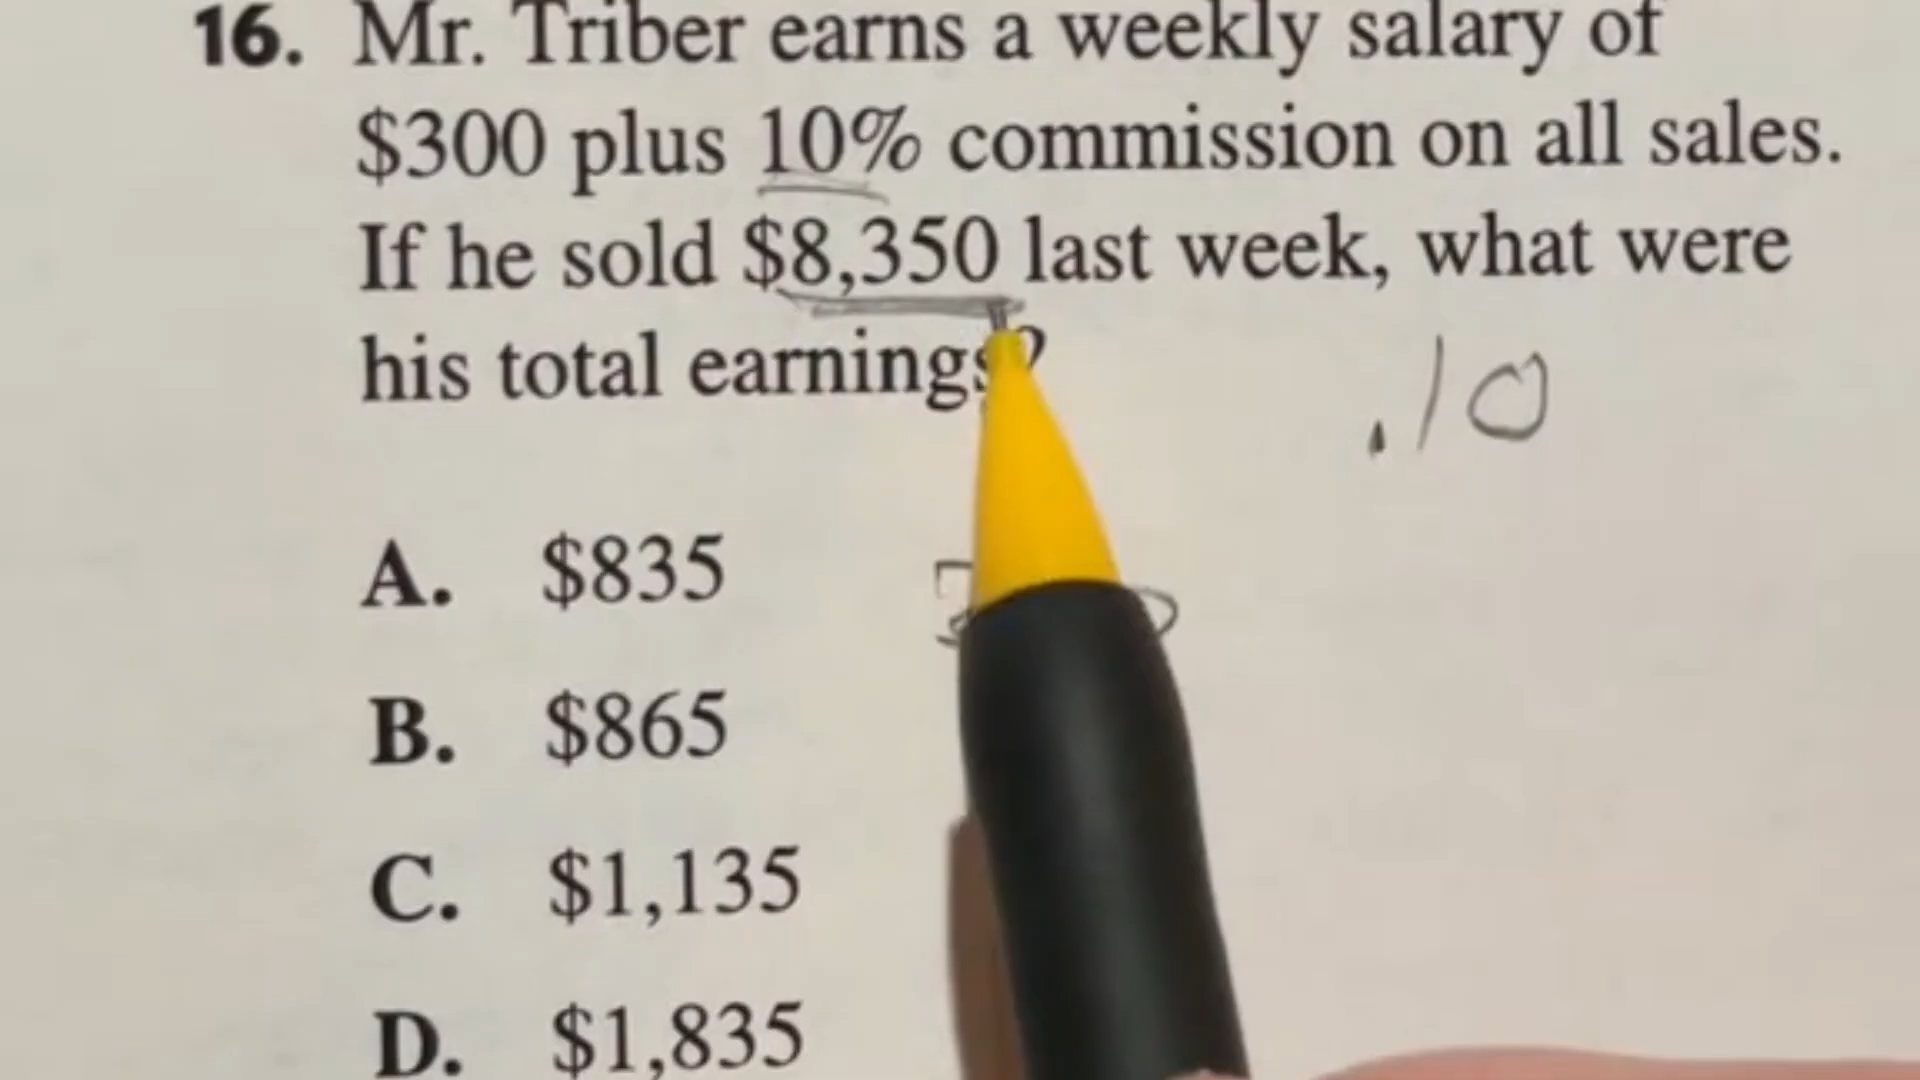 16. Mr. Triber earns a weekly salary of
$300 plus 10% commission on all sales.
If he sold $8,350 last week, what were
his total earnings?
.10
A. $835
B. $865
C. $1,135
D. $1,835